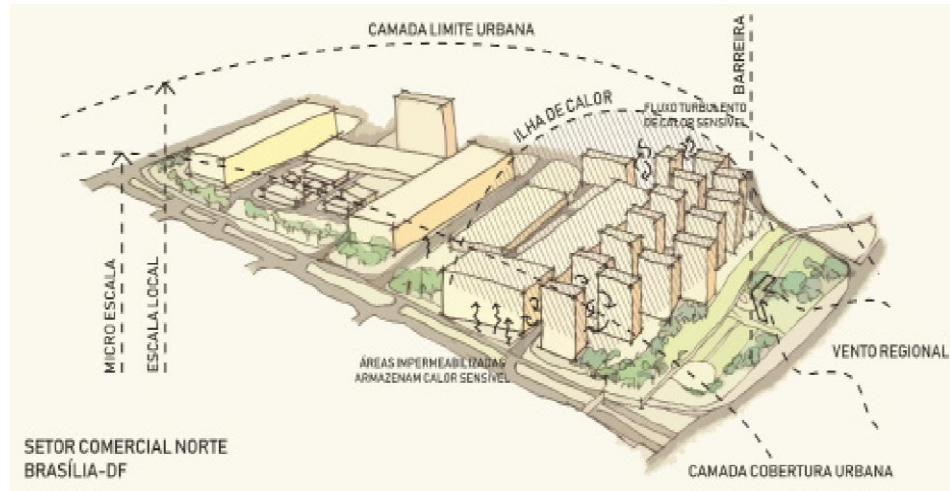 CAMADA LIMITE URBANA
BARREIRA
ILHA DE CALOR
FLUXO TURBULENTO
DE CALOR SENSÍVEL
MICRO ESCALA
ESCALA LOCAL
ÁREAS IMPERMEABILIZADAS
ARMAZENAM CALOR SENSÍVEL
VENTO REGIONAL
SETOR COMERCIAL NORTE
BRASÍLIA-DF
CAMADA COBERTURA URBANA